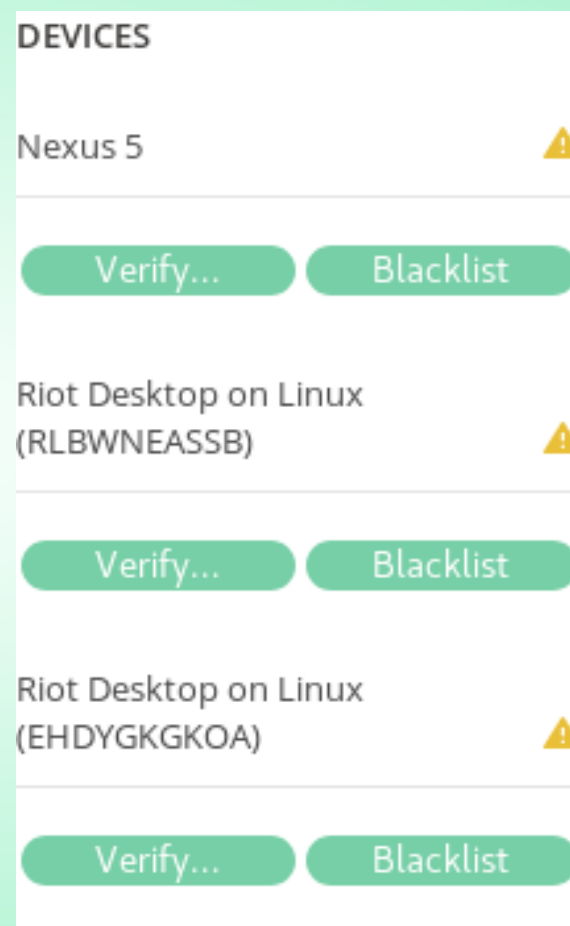 DEVICES
Nexus 5
Verify... Blacklist
Riot Desktop on Linux
(RLBWNEASSB)
Verify... Blacklist
Riot Desktop on Linux
(EHDYGKGKOA)
Verify... Blacklist